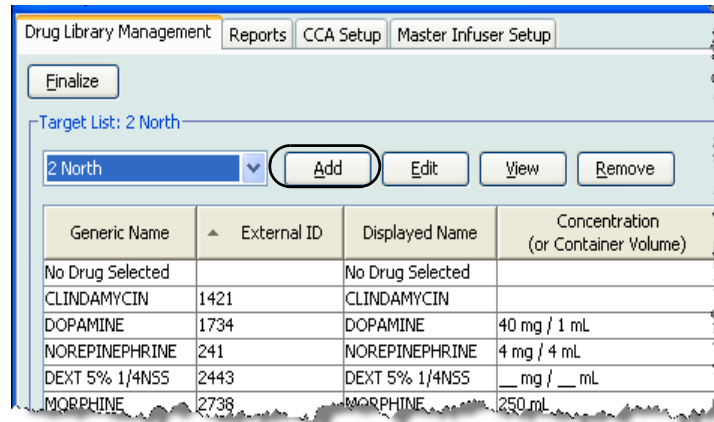 Drug Library Management Reports CCA Setup Master Infuser Setup
Finalize
Target List: 2 North
2 North Add Edit View Remove
Generic Name External ID Displayed Name Concentration (or Container Volume)
No Drug Selected No Drug Selected
CLINDAMYCIN 1421 CLINDAMYCIN
DOPAMINE 1734 DOPAMINE 40 mg / 1 mL
NOREPINEPHRINE 241 NOREPINEPHRINE 4 mg / 4 mL
DEXT 5% 1/4NSS 2443 DEXT 5% 1/4NSS __ mg / __ mL
MORPHINE 2738 MORPHINE 250 mL